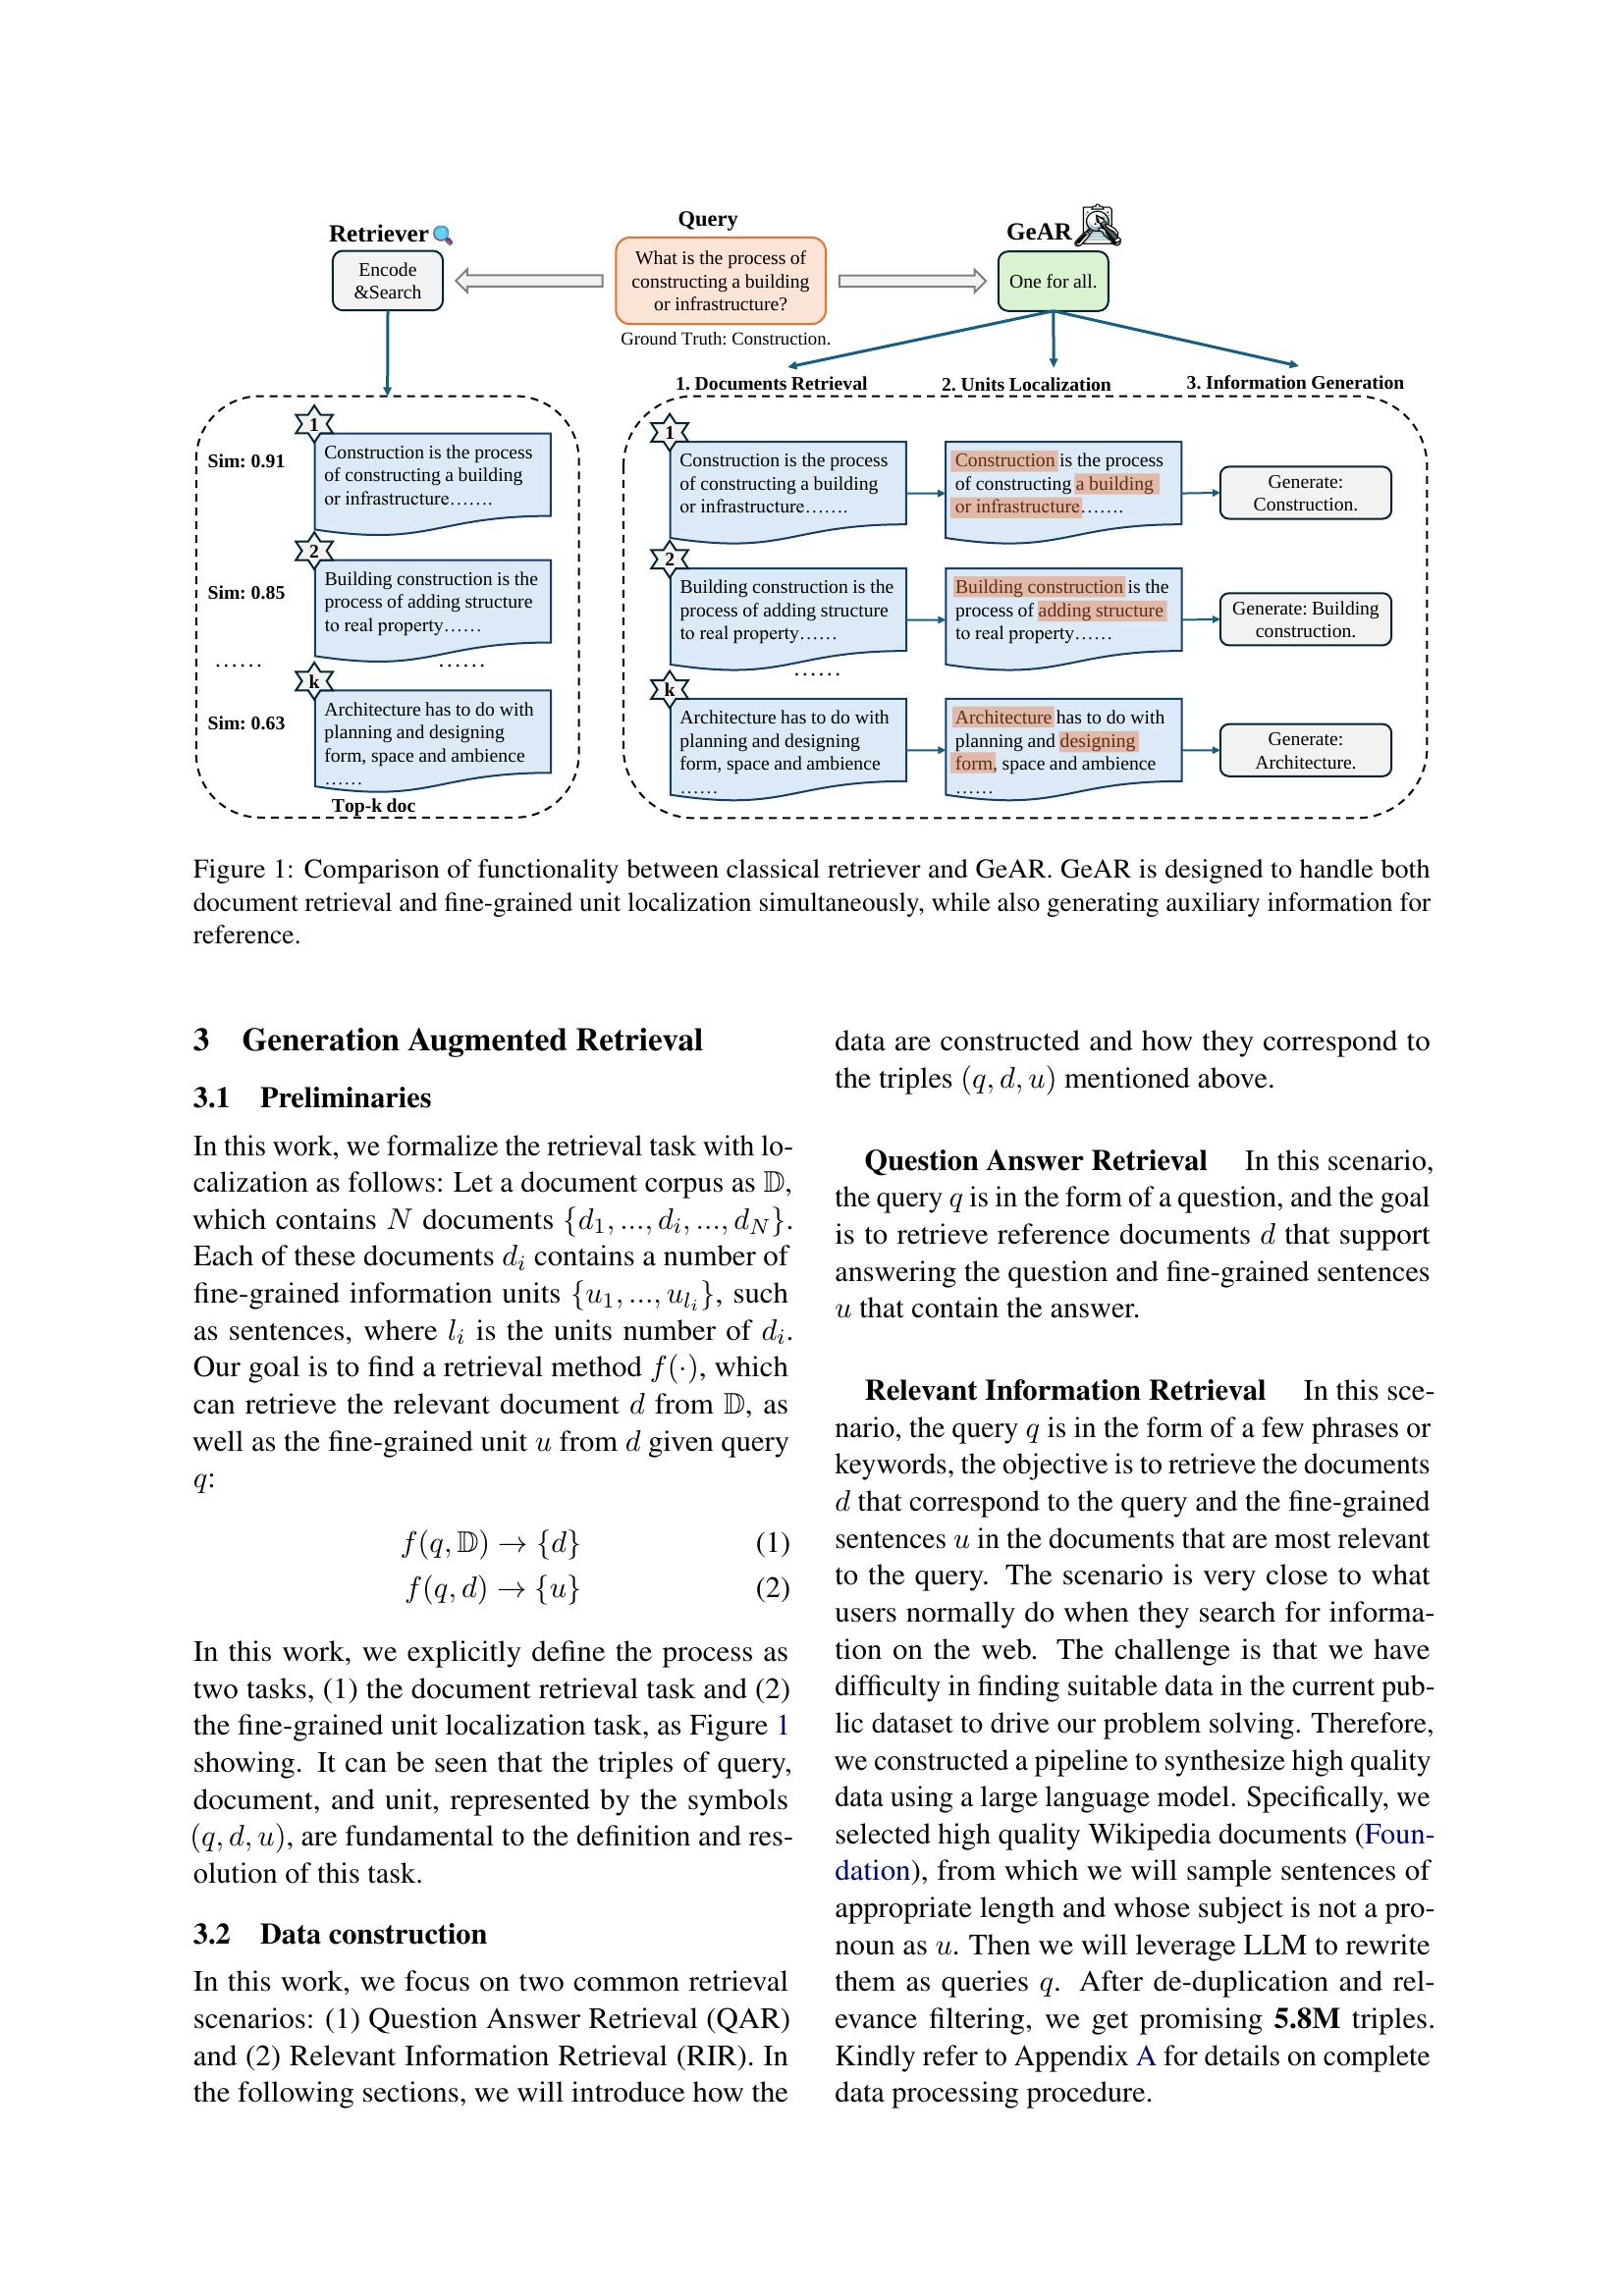 Query
Retriever
GeAR
Encode
&Search
What is the process of
constructing a building
or infrastructure?
One for all.
Ground Truth: Construction.
1. Documents Retrieval
2. Units Localization
3. Information Generation
Sim: 0.91
1
Construction is the process
of constructing a building
or infrastructure…….
Sim: 0.85
2
Building construction is the
process of adding structure
to real property……
……
……
Sim: 0.63
k
Architecture has to do with
planning and designing
form, space and ambience
……
Top-k doc
1
Construction is the process
of constructing a building
or infrastructure…….
Construction is the process
of constructing a building
or infrastructure…….
Generate:
Construction.
2
Building construction is the
process of adding structure
to real property……
Building construction is the
process of adding structure
to real property……
Generate: Building
construction.
……
k
Architecture has to do with
planning and designing
form, space and ambience
……
Architecture has to do with
planning and designing
form, space and ambience
……
Generate:
Architecture.
Figure 1: Comparison of functionality between classical retriever and GeAR. GeAR is designed to handle both
document retrieval and fine-grained unit localization simultaneously, while also generating auxiliary information for
reference.
3 Generation Augmented Retrieval
3.1 Preliminaries
In this work, we formalize the retrieval task with lo-
calization as follows: Let a document corpus as 𝔻,
which contains N documents {d₁, ..., dᵢ, ..., d_N}.
Each of these documents dᵢ contains a number of
fine-grained information units {u₁, ..., u_{lᵢ}}, such
as sentences, where lᵢ is the units number of dᵢ.
Our goal is to find a retrieval method f(·), which
can retrieve the relevant document d from 𝔻, as
well as the fine-grained unit u from d given query
q:
f(q, 𝔻) → {d} (1)
f(q, d) → {u} (2)
In this work, we explicitly define the process as
two tasks, (1) the document retrieval task and (2)
the fine-grained unit localization task, as Figure 1
showing. It can be seen that the triples of query,
document, and unit, represented by the symbols
(q, d, u), are fundamental to the definition and res-
olution of this task.
3.2 Data construction
In this work, we focus on two common retrieval
scenarios: (1) Question Answer Retrieval (QAR)
and (2) Relevant Information Retrieval (RIR). In
the following sections, we will introduce how the
data are constructed and how they correspond to
the triples (q, d, u) mentioned above.
Question Answer Retrieval In this scenario,
the query q is in the form of a question, and the goal
is to retrieve reference documents d that support
answering the question and fine-grained sentences
u that contain the answer.
Relevant Information Retrieval In this sce-
nario, the query q is in the form of a few phrases or
keywords, the objective is to retrieve the documents
d that correspond to the query and the fine-grained
sentences u in the documents that are most relevant
to the query. The scenario is very close to what
users normally do when they search for informa-
tion on the web. The challenge is that we have
difficulty in finding suitable data in the current pub-
lic dataset to drive our problem solving. Therefore,
we constructed a pipeline to synthesize high quality
data using a large language model. Specifically, we
selected high quality Wikipedia documents (Foun-
dation), from which we will sample sentences of
appropriate length and whose subject is not a pro-
noun as u. Then we will leverage LLM to rewrite
them as queries q. After de-duplication and rel-
evance filtering, we get promising 5.8M triples.
Kindly refer to Appendix A for details on complete
data processing procedure.